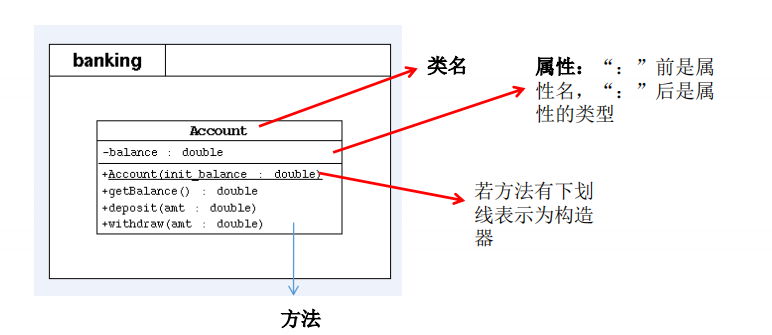 banking
类名
属性：“：”前是属
性名，“：”后是属
性的类型
Account
-balance : double
+Account(init_balance : double)
+getBalance() : double
+deposit(amt : double)
+withdraw(amt : double)
若方法有下划
线表示为构造
器
方法